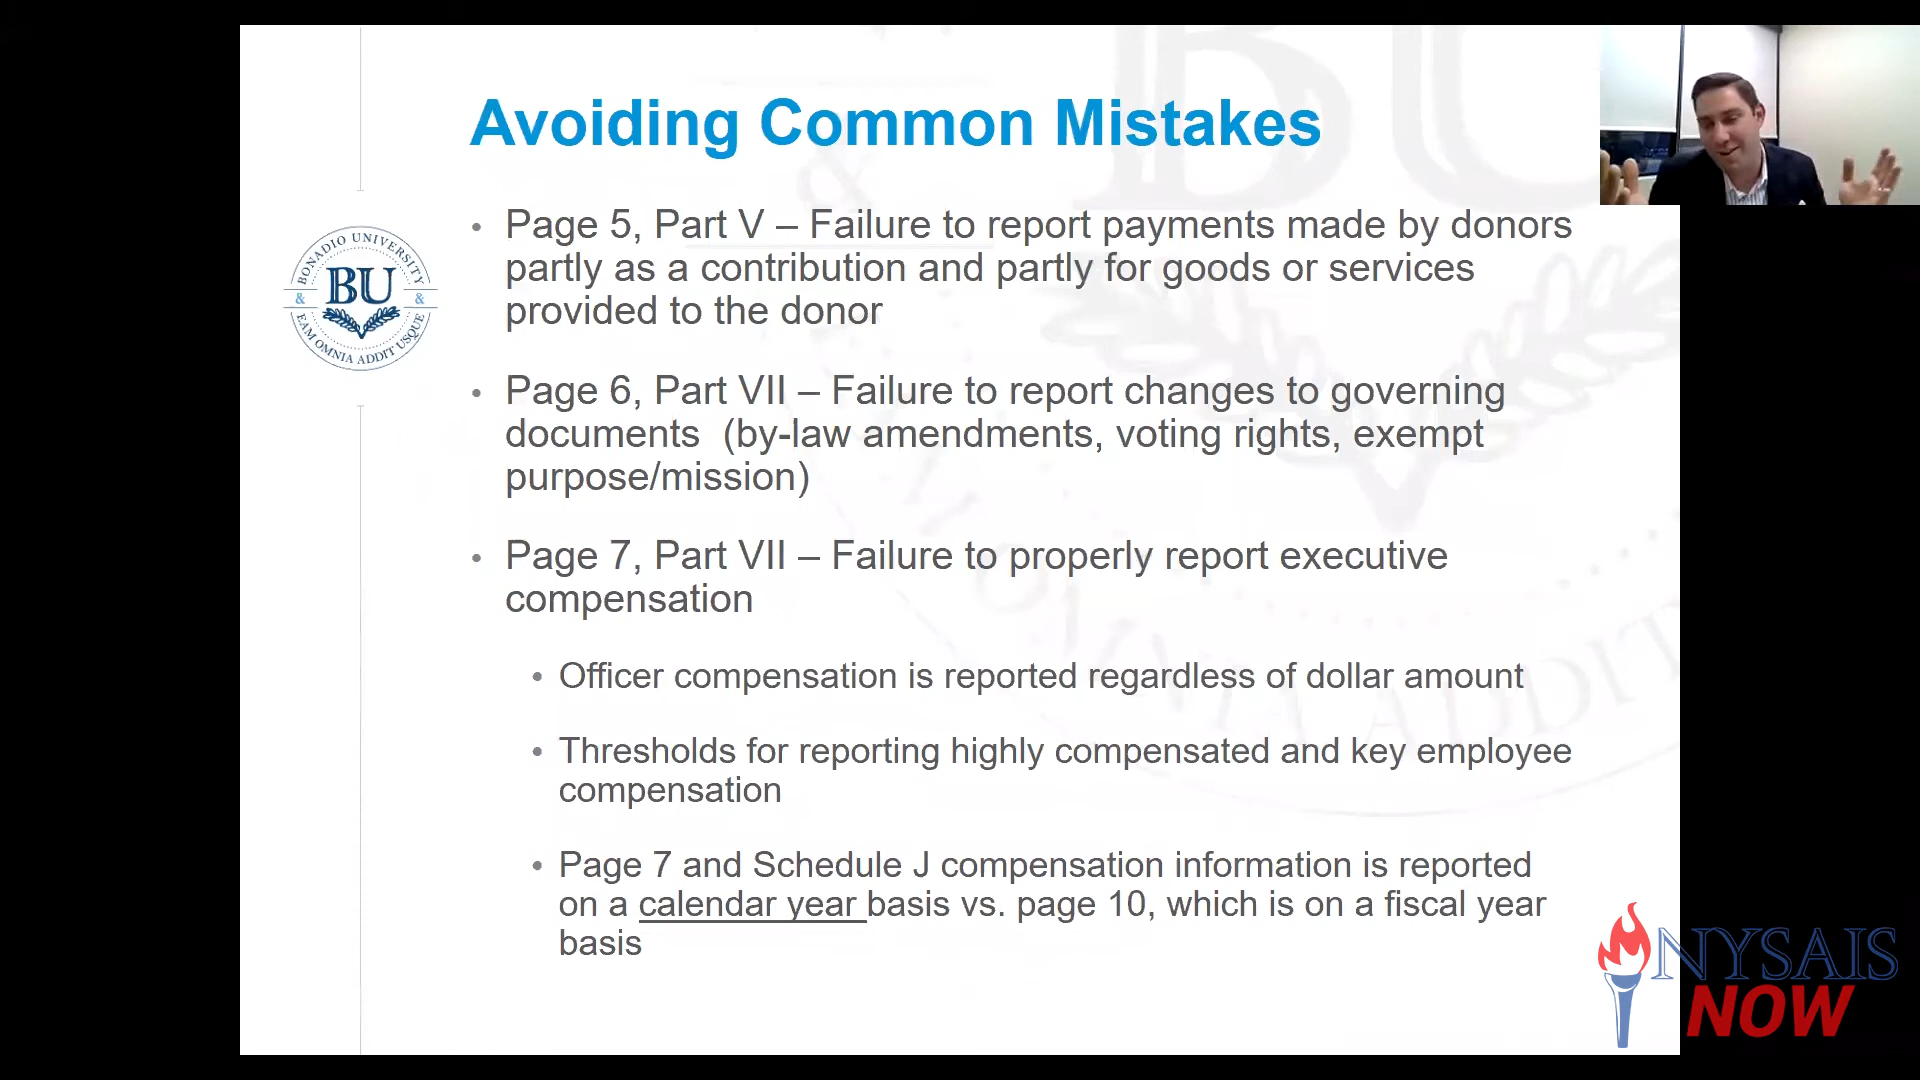 Avoiding Common Mistakes
• Page 5, Part V – Failure to report payments made by donors
partly as a contribution and partly for goods or services
provided to the donor
• Page 6, Part VII – Failure to report changes to governing
documents  (by-law amendments, voting rights, exempt
purpose/mission)
• Page 7, Part VII – Failure to properly report executive
compensation
• Officer compensation is reported regardless of dollar amount
• Thresholds for reporting highly compensated and key employee
compensation
• Page 7 and Schedule J compensation information is reported
on a calendar year basis vs. page 10, which is on a fiscal year
basis
BONADIO UNIVERSITY
& BU &
EAM OMNIA ADDIT USQUE
NYSAIS
NOW